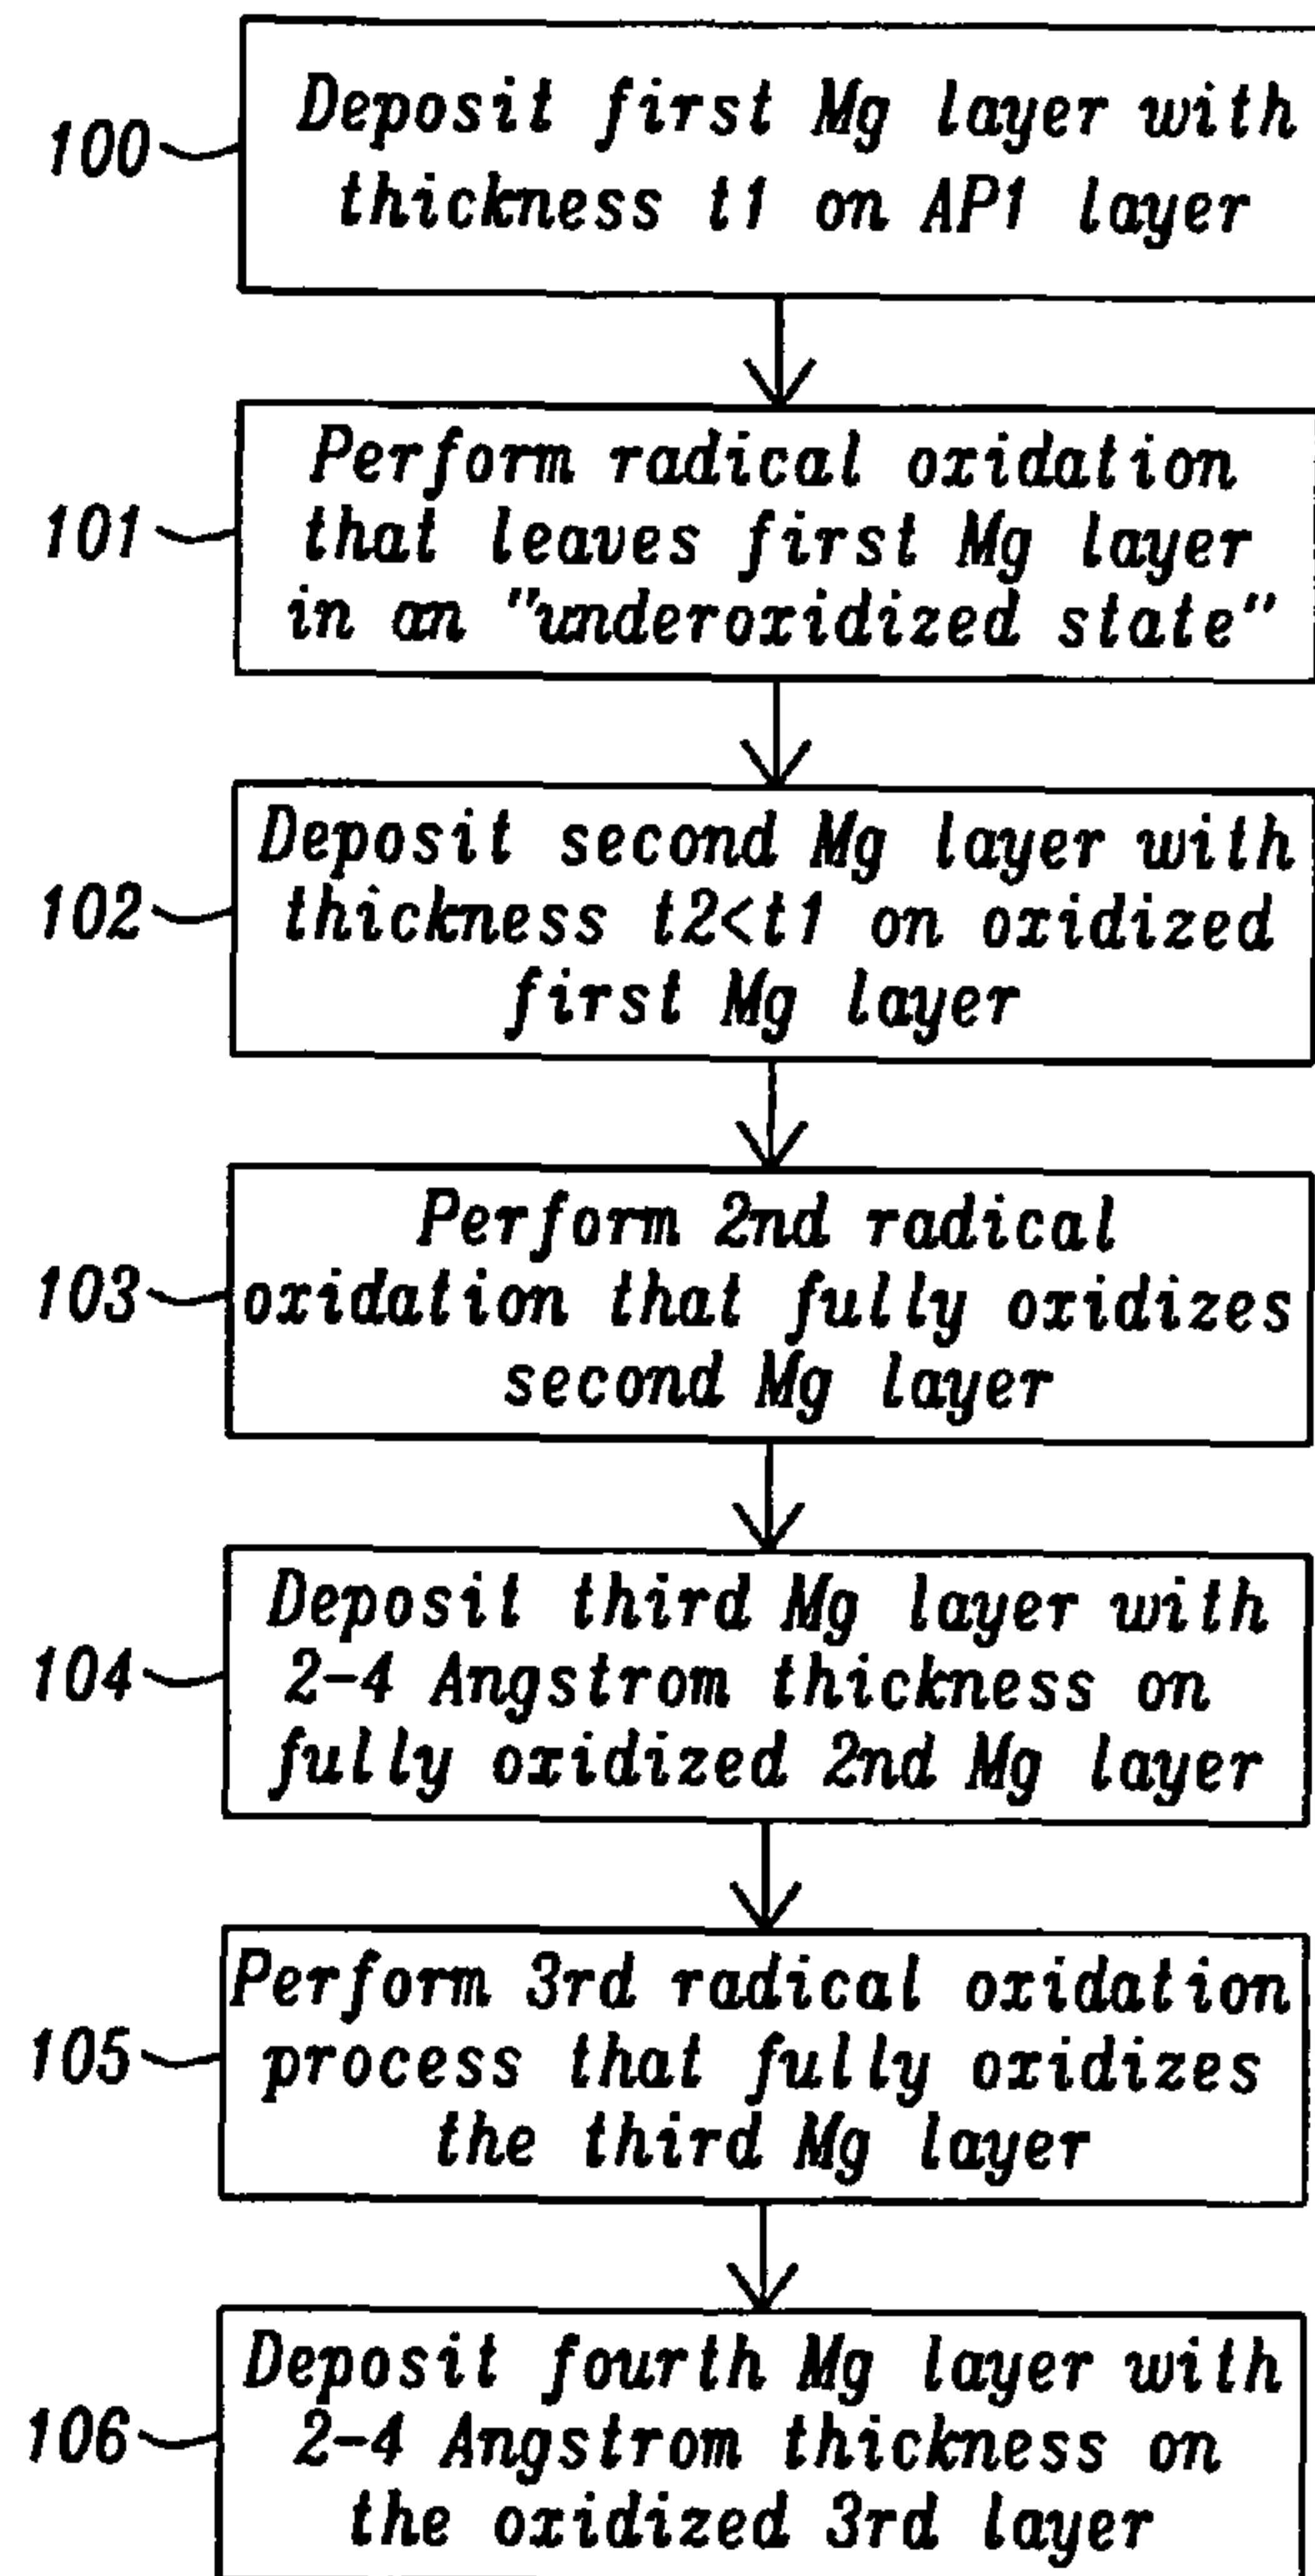 100
Deposit first Mg layer with
thickness t1 on AP1 layer
101
Perform radical oxidation
that leaves first Mg layer
in an "underoxidized state"
102
Deposit second Mg layer with
thickness t2<t1 on oxidized
first Mg layer
103
Perform 2nd radical
oxidation that fully oxidizes
second Mg layer
104
Deposit third Mg layer with
2-4 Angstrom thickness on
fully oxidized 2nd Mg layer
105
Perform 3rd radical oxidation
process that fully oxidizes
the third Mg layer
106
Deposit fourth Mg layer with
2-4 Angstrom thickness on
the oxidized 3rd layer